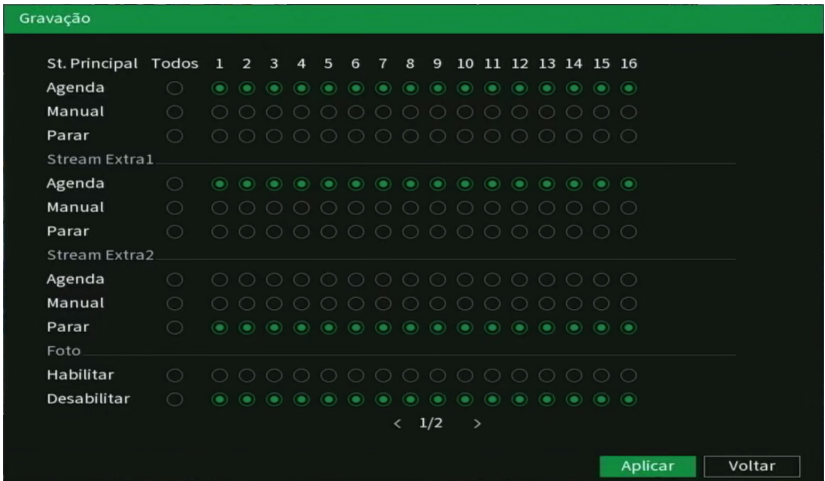 Gravação
St. Principal Todos 1 2 3 4 5 6 7 8 9 10 11 12 13 14 15 16
Agenda
Manual
Parar
Stream Extra1
Agenda
Manual
Parar
Stream Extra2
Agenda
Manual
Parar
Foto
Habilitar
Desabilitar
< 1/2 >
Aplicar Voltar